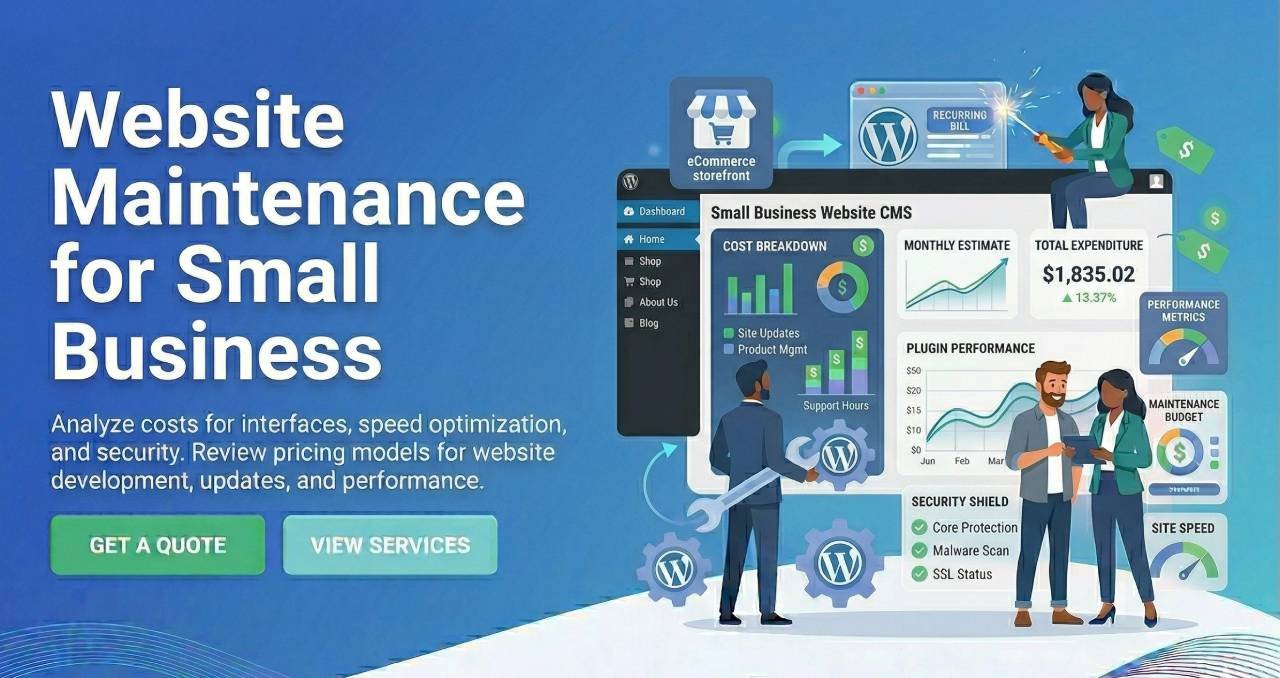 Website
Maintenance
for Small
Business
Analyze costs for interfaces, speed optimization,
and security. Review pricing models for website
development, updates, and performance.
GET A QUOTE
VIEW SERVICES
eCommerce
storefront
RECURRING
BILL
Dashboard
Home
Shop
Shop
About Us
Blog
Small Business Website CMS
COST BREAKDOWN
$
$
Site Updates
Product Mgmt
$
$
$
Support Hours
MONTHLY ESTIMATE
TOTAL EXPENDITURE
$1,835.02
▲ 13.37%
$
$
$
PERFORMANCE
METRICS
PLUGIN PERFORMANCE
$50
$20
$15
$10
$0
Jun
Feb
Mar
MAINTENANCE
BUDGET
$
SECURITY SHIELD
Core Protection
Malware Scan
SSL Status
SITE SPEED